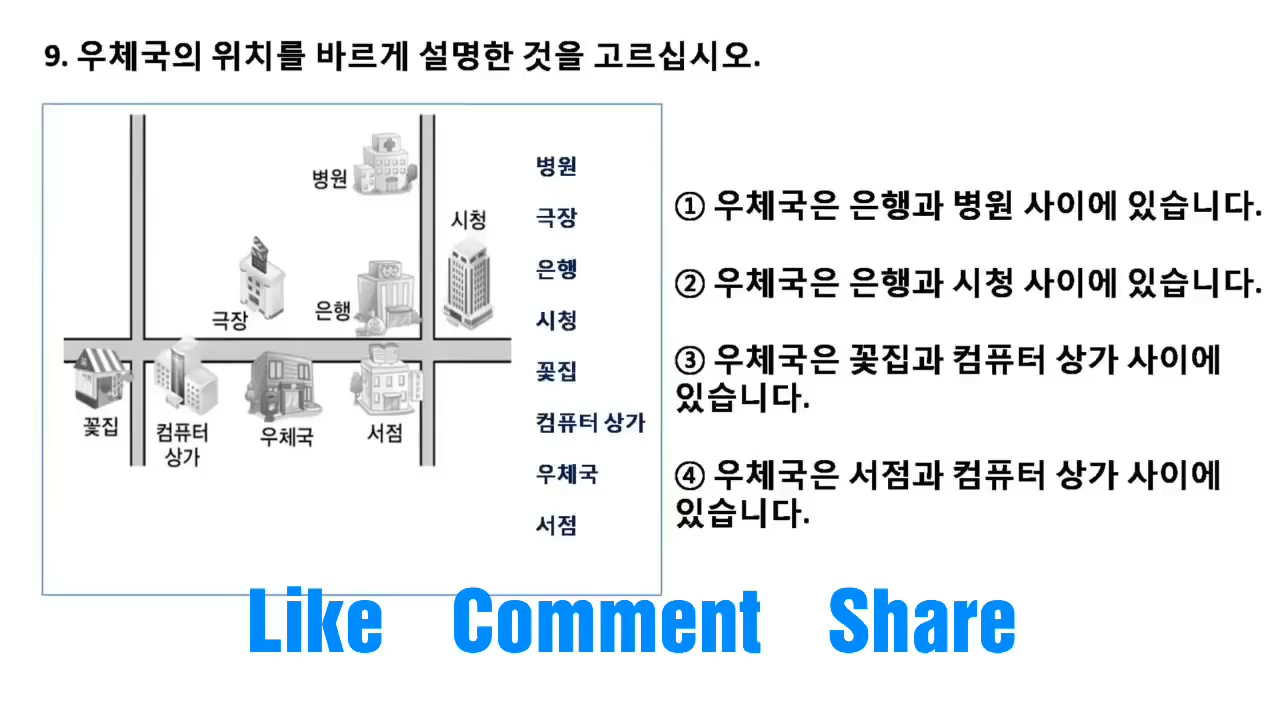 9. 우체국의 위치를 바르게 설명한 것을 고르십시오.
병원
시청
극장
은행
꽃집
컴퓨터
상가
우체국
서점
병원
극장
은행
시청
꽃집
컴퓨터 상가
우체국
서점
① 우체국은 은행과 병원 사이에 있습니다.
② 우체국은 은행과 시청 사이에 있습니다.
③ 우체국은 꽃집과 컴퓨터 상가 사이에
있습니다.
④ 우체국은 서점과 컴퓨터 상가 사이에
있습니다.
Like Comment Share